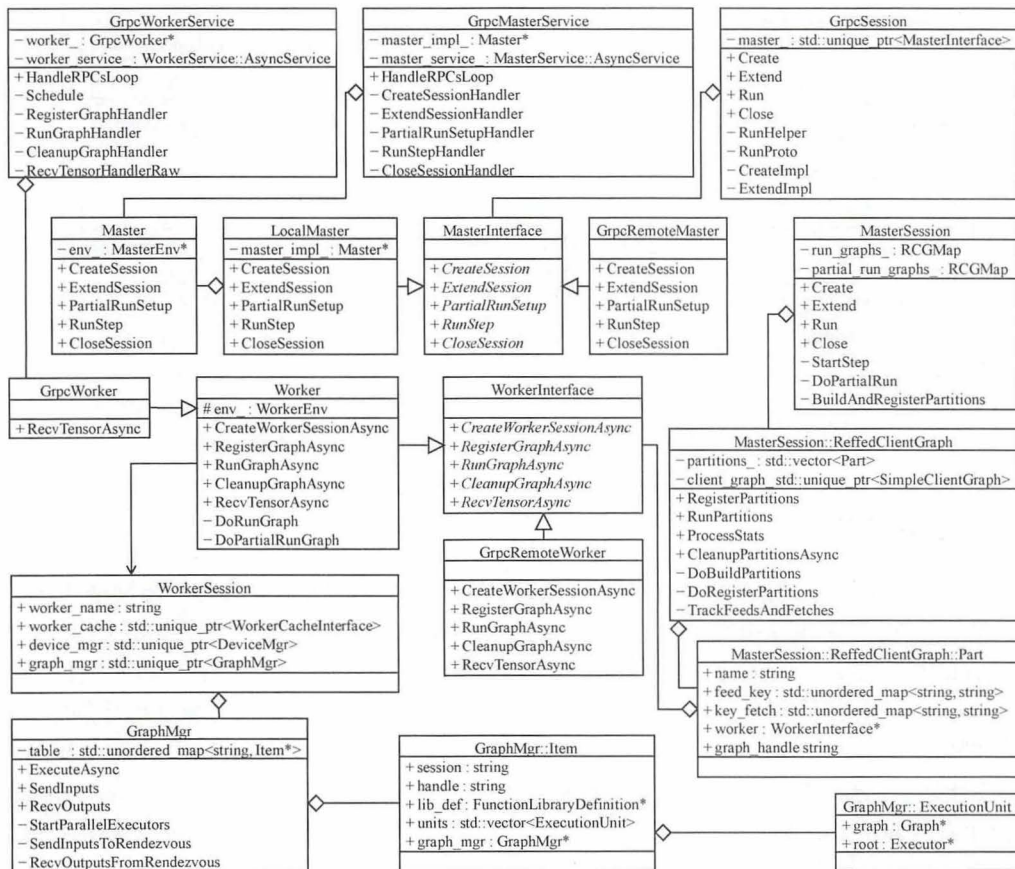 GrpcWorkerService
− worker_ : GrpcWorker*
− worker_service_ : WorkerService::AsyncService
+ HandleRPCsLoop
− Schedule
− RegisterGraphHandler
− RunGraphHandler
− CleanupGraphHandler
− RecvTensorHandlerRaw
GrpcMasterService
− master_impl_ : Master*
− master_service_ : MasterService::AsyncService
+ HandleRPCsLoop
− CreateSessionHandler
− ExtendSessionHandler
− PartialRunSetupHandler
− RunStepHandler
− CloseSessionHandler
GrpcSession
− master_ : std::unique_ptr<MasterInterface>
+ Create
+ Extend
+ Run
+ Close
− RunHelper
− RunProto
− CreateImpl
− ExtendImpl
Master
− env_ : MasterEnv*
+ CreateSession
+ ExtendSession
+ PartialRunSetup
+ RunStep
+ CloseSession
LocalMaster
− master_impl_ : Master*
+ CreateSession
+ ExtendSession
+ PartialRunSetup
+ RunStep
+ CloseSession
MasterInterface
+ CreateSession
+ ExtendSession
+ PartialRunSetup
+ RunStep
+ CloseSession
GrpcRemoteMaster
+ CreateSession
+ ExtendSession
+ PartialRunSetup
+ RunStep
+ CloseSession
MasterSession
− run_graphs_ : RCGMap
− partial_run_graphs_ : RCGMap
+ Create
+ Extend
+ Run
+ Close
− StartStep
− DoPartialRun
− BuildAndRegisterPartitions
GrpcWorker
+ RecvTensorAsync
Worker
# env_ : WorkerEnv
+ CreateWorkerSessionAsync
+ RegisterGraphAsync
+ RunGraphAsync
+ CleanupGraphAsync
+ RecvTensorAsync
− DoRunGraph
− DoPartialRunGraph
WorkerInterface
+ CreateWorkerSessionAsync
+ RegisterGraphAsync
+ RunGraphAsync
+ CleanupGraphAsync
+ RecvTensorAsync
MasterSession::ReffedClientGraph
− partitions_ : std::vector<Part>
− client_graph_std::unique_ptr<SimpleClientGraph>
+ RegisterPartitions
+ RunPartitions
+ ProcessStats
+ CleanupPartitionsAsync
− DoBuildPartitions
− DoRegisterPartitions
− TrackFeedsAndFetches
GrpcRemoteWorker
+ CreateWorkerSessionAsync
+ RegisterGraphAsync
+ RunGraphAsync
+ CleanupGraphAsync
+ RecvTensorAsync
WorkerSession
+ worker_name : string
+ worker_cache : std::unique_ptr<WorkerCacheInterface>
+ device_mgr : std::unique_ptr<DeviceMgr>
+ graph_mgr : std::unique_ptr<GraphMgr>
MasterSession::ReffedClientGraph::Part
+ name : string
+ feed_key : std::unordered_map<string, string>
+ key_fetch : std::unordered_map<string, string>
+ worker : WorkerInterface*
+ graph_handle string
GraphMgr
− table_ : std::unordered_map<string, Item*>
+ ExecuteAsync
+ SendInputs
+ RecvOutputs
− StartParallelExecutors
− SendInputsToRendezvous
− RecvOutputsFromRendezvous
GraphMgr::Item
+ session : string
+ handle : string
+ lib_def : FunctionLibraryDefinition*
+ units : std::vector<ExecutionUnit>
+ graph_mgr : GraphMgr*
GraphMgr:: ExecutionUnit
+ graph : Graph*
+ root : Executor*